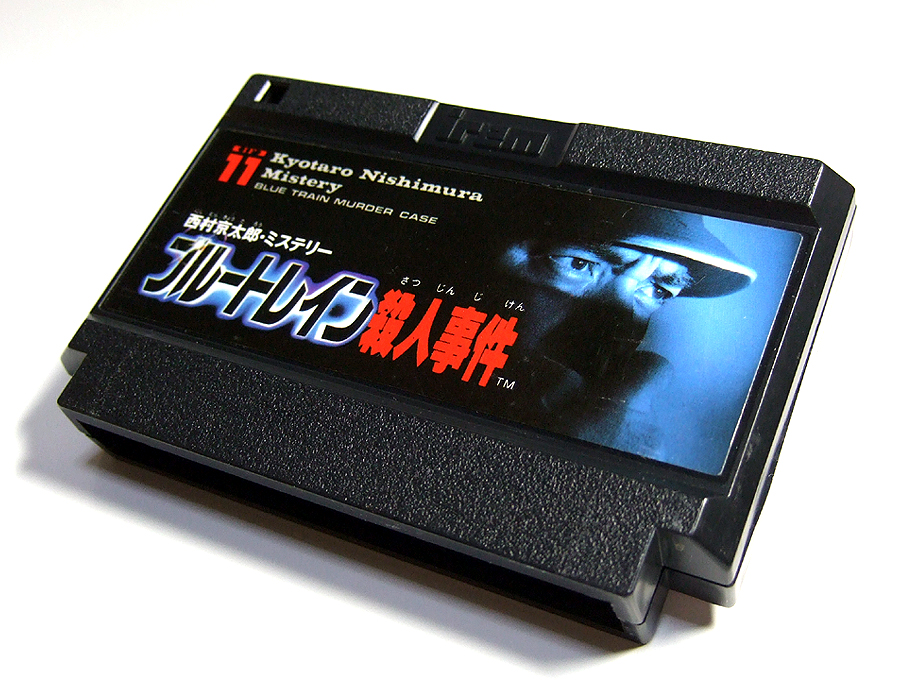 irem
11
Kyotaro Nishimura
Mistery
BLUE TRAIN MURDER CASE
西村京太郎・ミステリー
さつ じん じ けん
ブルートレイン殺人事件
TM